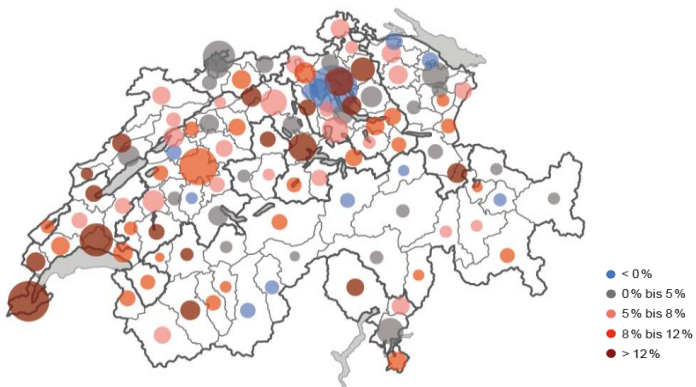 < 0 %
0 % bis 5 %
5 % bis 8 %
8 % bis 12 %
> 12 %